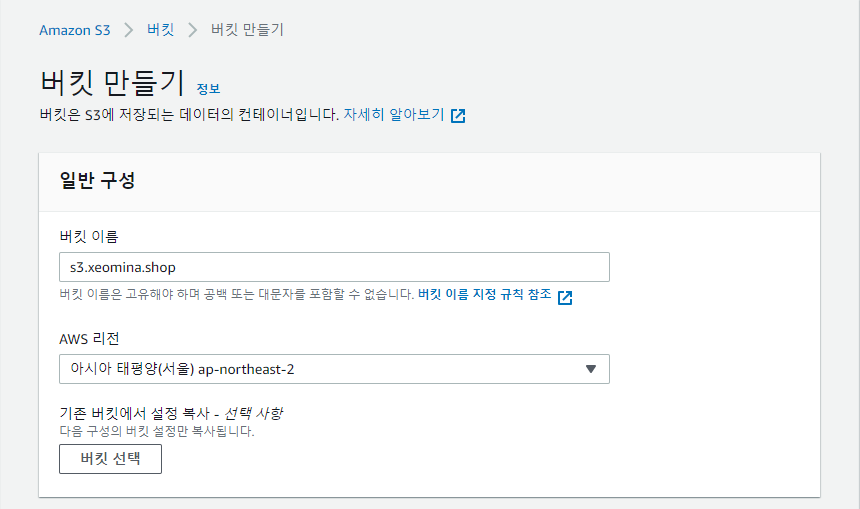 Amazon S3 > 버킷 > 버킷 만들기
버킷 만들기 정보
버킷은 S3에 저장되는 데이터의 컨테이너입니다. 자세히 알아보기
일반 구성
버킷 이름
s3.xeomina.shop
버킷 이름은 고유해야 하며 공백 또는 대문자를 포함할 수 없습니다. 버킷 이름 지정 규칙 참조
AWS 리전
아시아 태평양(서울) ap-northeast-2
기존 버킷에서 설정 복사 - 선택 사항
다음 구성의 버킷 설정만 복사됩니다.
버킷 선택